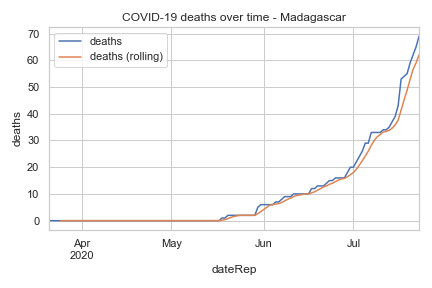 COVID-19 deaths over time - Madagascar
deaths
deaths (rolling)
70
60
50
40
30
20
10
0
deaths
Apr
2020
May
Jun
Jul
dateRep